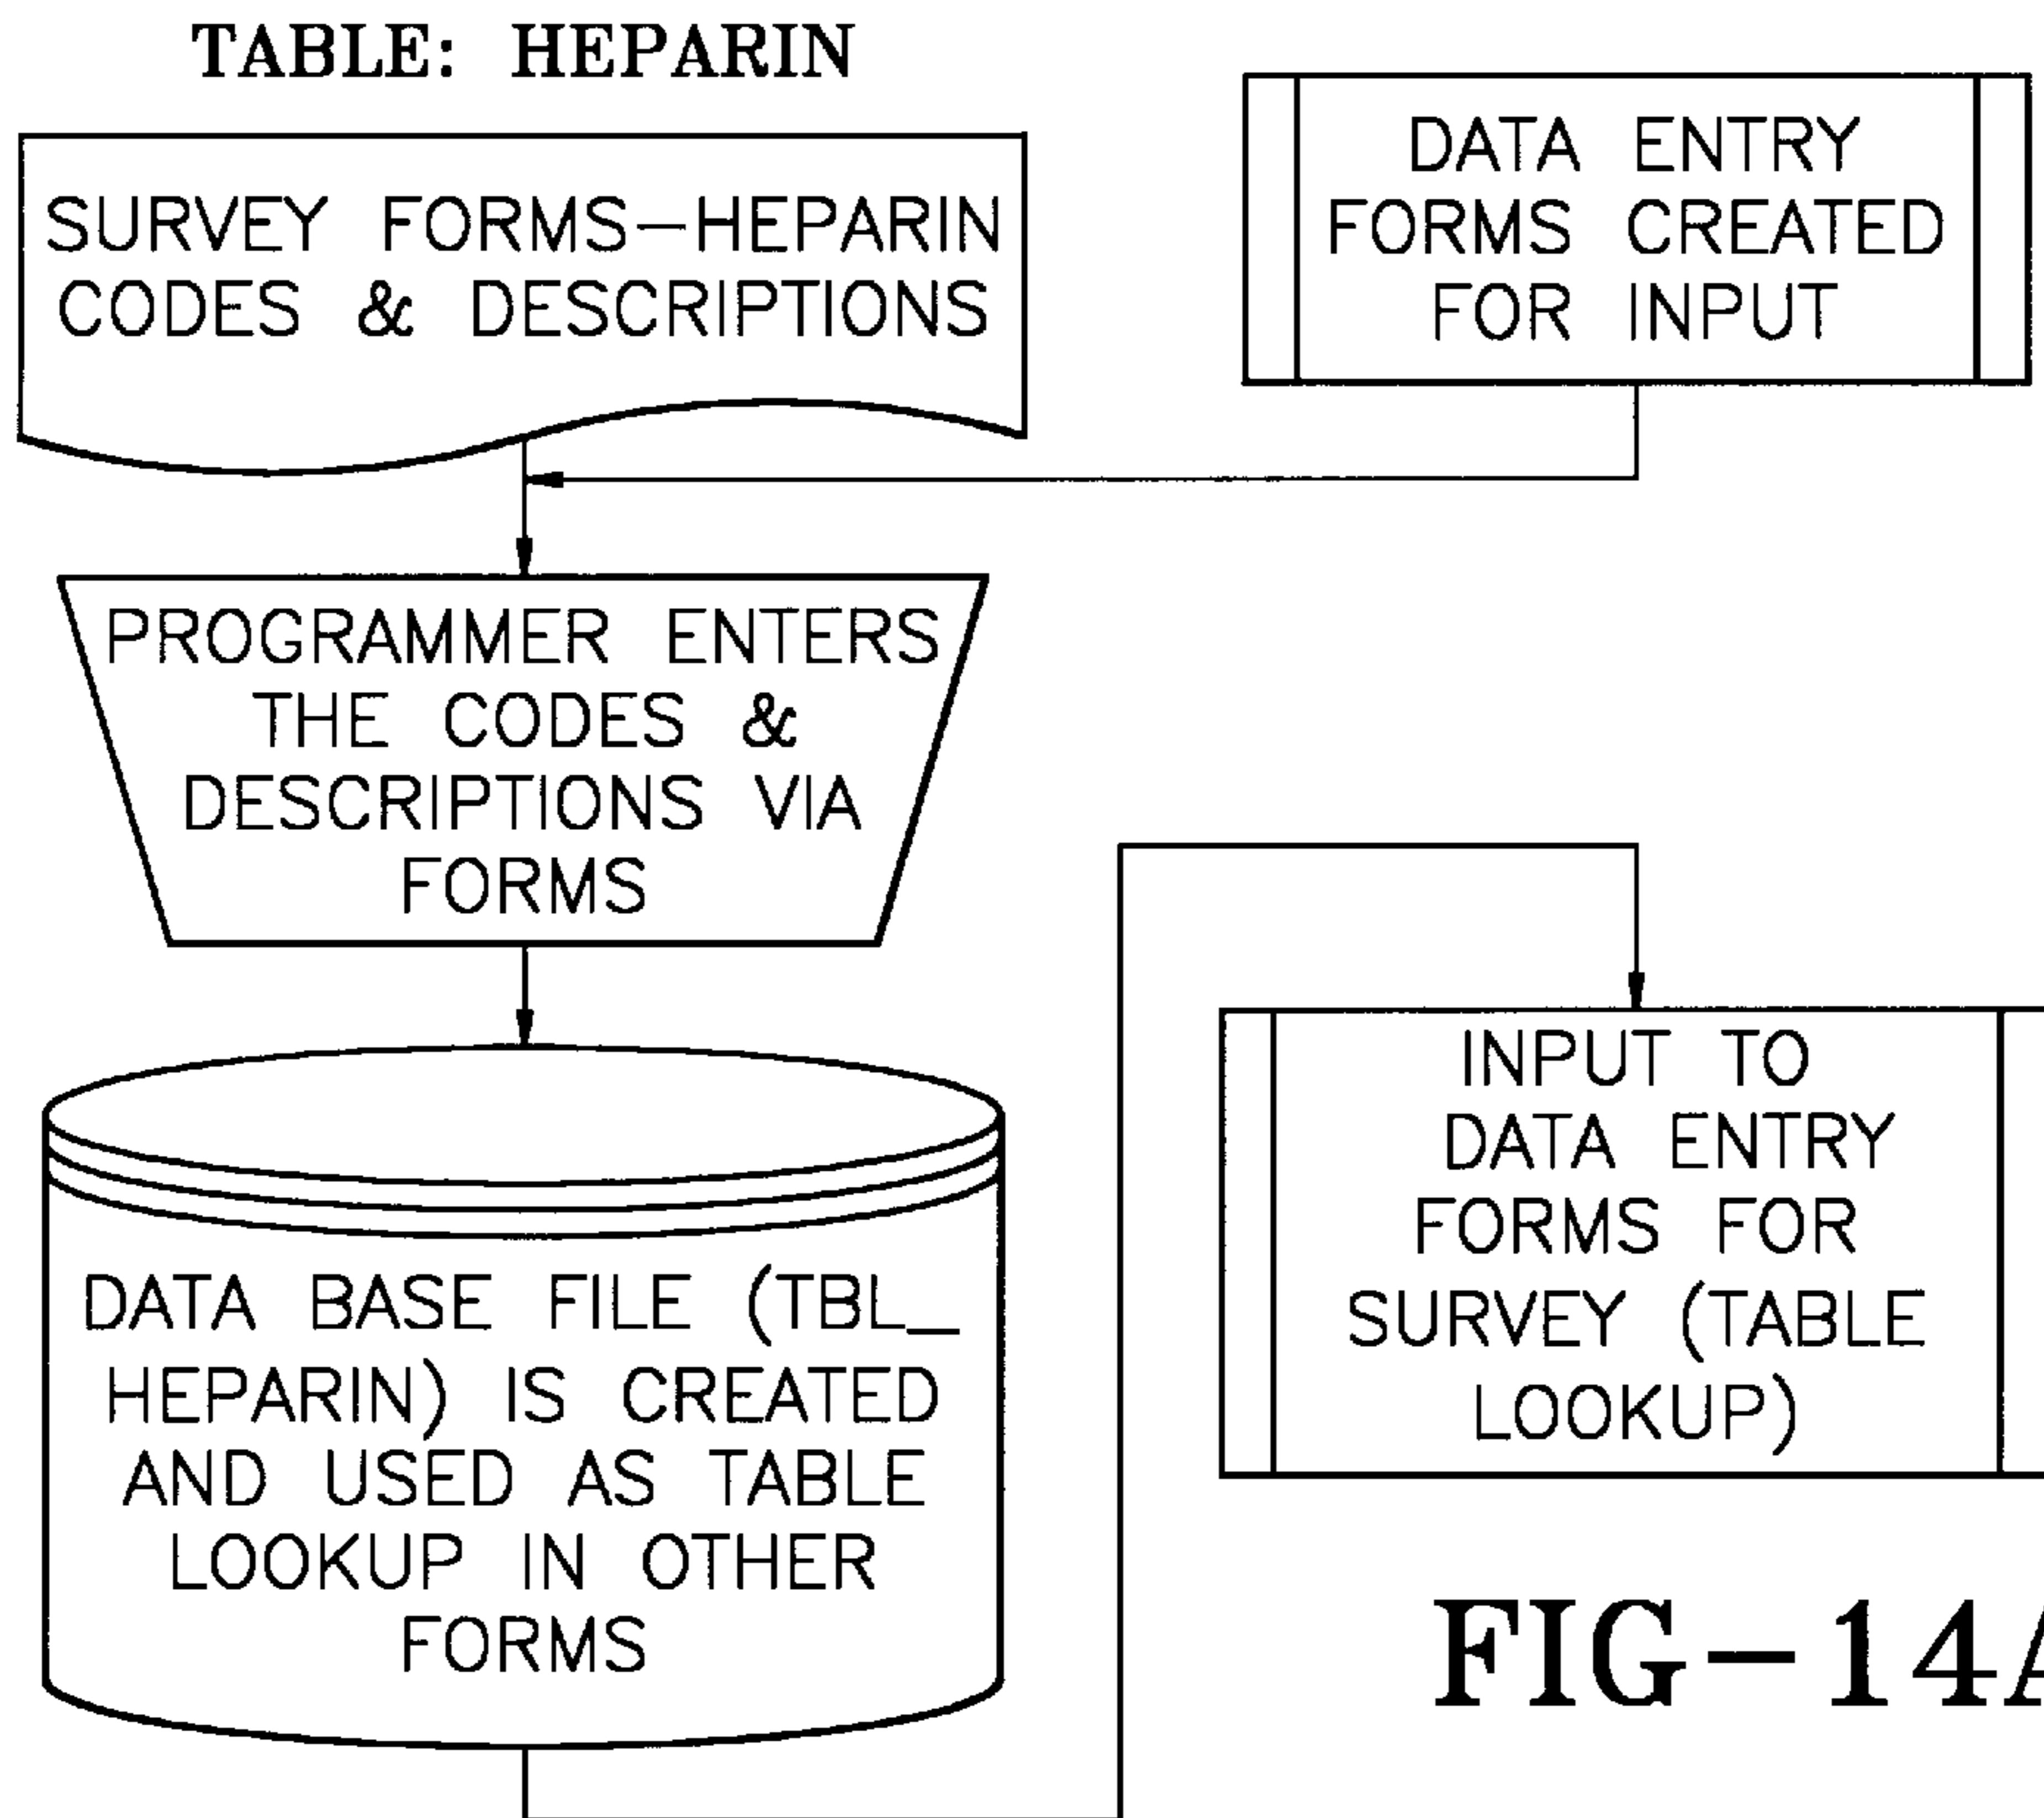 TABLE: HEPARIN
SURVEY FORMS-HEPARIN
CODES & DESCRIPTIONS
DATA ENTRY
FORMS CREATED
FOR INPUT
PROGRAMMER ENTERS
THE CODES &
DESCRIPTIONS VIA
FORMS
DATA BASE FILE (TBL_
HEPARIN) IS CREATED
AND USED AS TABLE
LOOKUP IN OTHER
FORMS
INPUT TO
DATA ENTRY
FORMS FOR
SURVEY (TABLE
LOOKUP)
FIG-14A